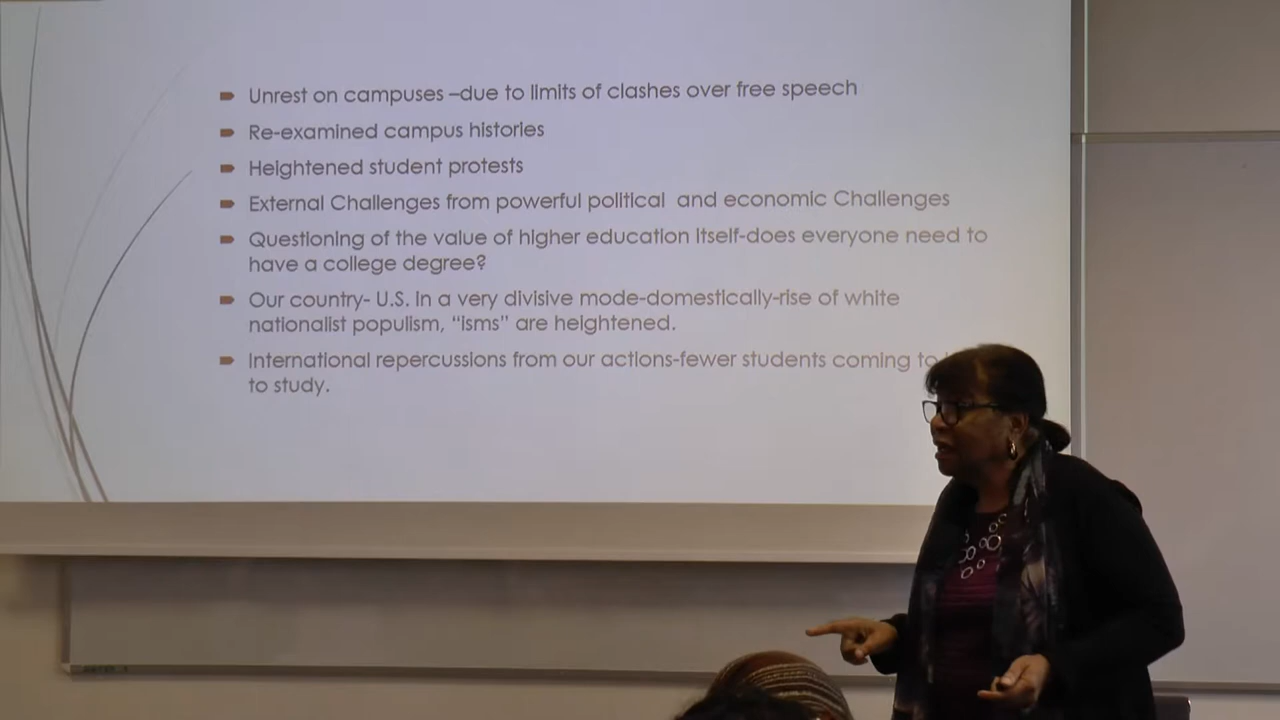 Unrest on campuses –due to limits of clashes over free speech
Re-examined campus histories
Heightened student protests
External Challenges from powerful political and economic Challenges
Questioning of the value of higher education itself-does everyone need to
have a college degree?
Our country- U.S. in a very divisive mode-domestically-rise of white
nationalist populism, “isms” are heightened.
International repercussions from our actions-fewer students coming to
to study.